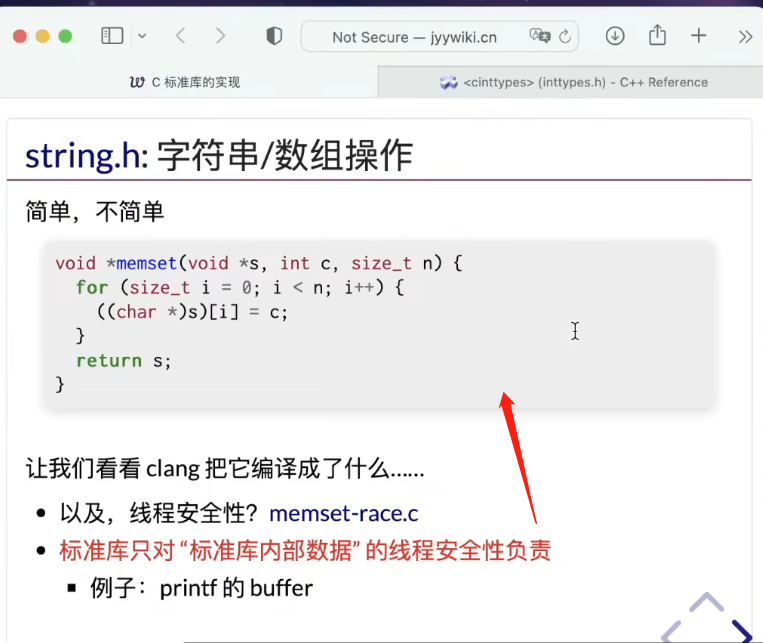 Not Secure — jyywiki.cn
C 标准库的实现
<cinttypes> (inttypes.h) - C++ Reference
string.h: 字符串/数组操作
简单，不简单
void *memset(void *s, int c, size_t n) {
for (size_t i = 0; i < n; i++) {
((char *)s)[i] = c;
}
return s;
}
让我们看看 clang 把它编译成了什么……
以及，线程安全性？memset-race.c
标准库只对 “标准库内部数据” 的线程安全性负责
例子：printf 的 buffer